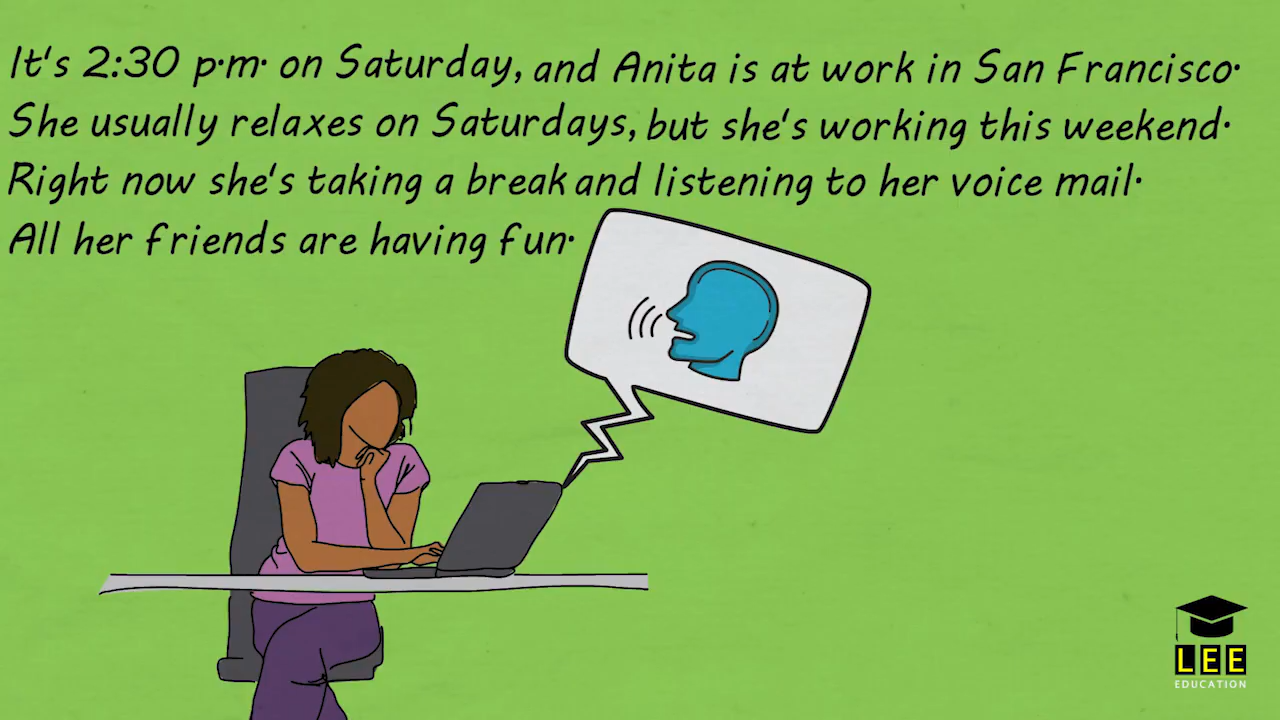 It's 2:30 p.m. on Saturday, and Anita is at work in San Francisco.
She usually relaxes on Saturdays, but she's working this weekend.
Right now she's taking a break and listening to her voice mail.
All her friends are having fun.
LEE
EDUCATION